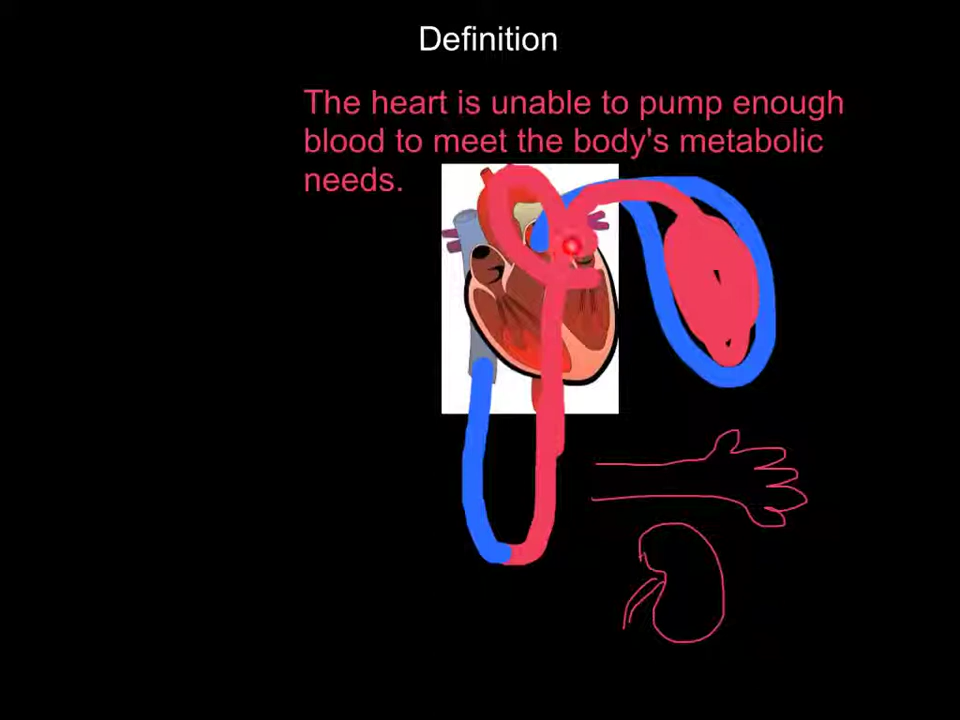 Definition
The heart is unable to pump enough
blood to meet the body's metabolic
needs.